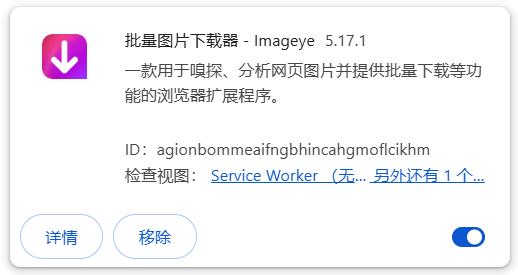 批量图片下载器 - Imageye 5.17.1
一款用于嗅探、分析网页图片并提供批量下载等功
能的浏览器扩展程序。
ID：agionbommeaifngbhincahgmoflcikhm
检查视图： Service Worker （无... 另外还有 1 个...
详情 移除